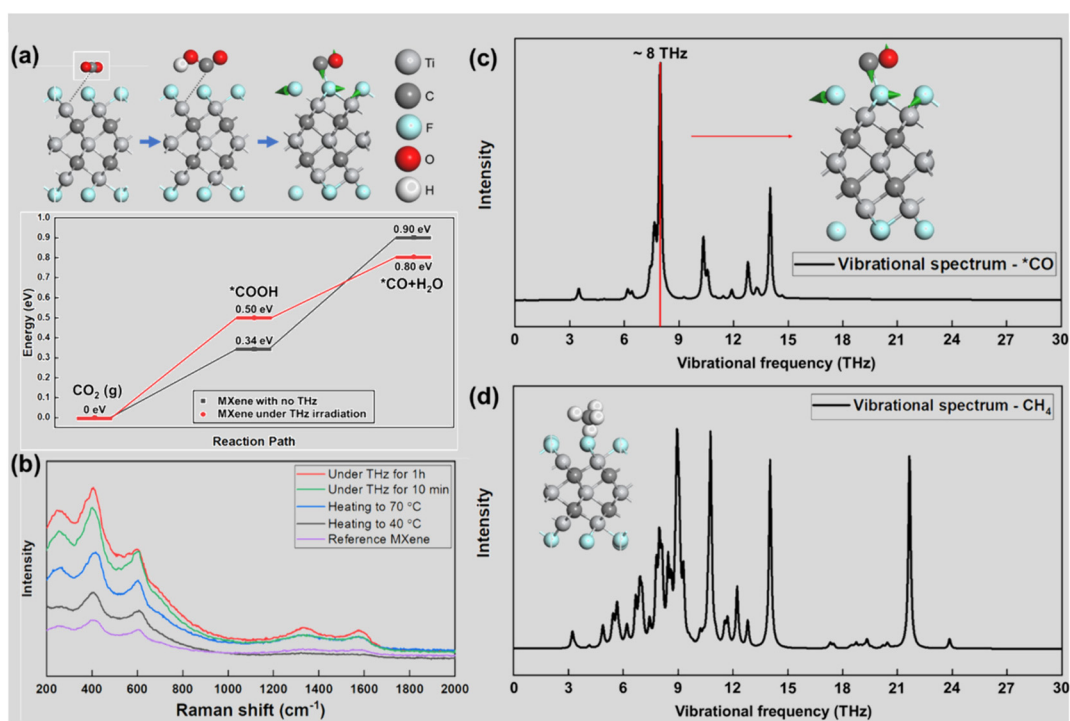 (a)
Ti
C
F
O
H
1.0
0.9
0.8
0.7
0.6
0.5
0.4
0.3
0.2
0.1
0.0
Energy (eV)
CO₂ (g)
0 eV
*COOH
0.50 eV
0.34 eV
0.90 eV
0.80 eV
*CO+H₂O
MXene with no THz
MXene under THz irradiation
Reaction Path
(b)
Under THz for 1h
Under THz for 10 min
Heating to 70 °C
Heating to 40 °C
Reference MXene
Intensity
200 400 600 800 1000 1200 1400 1600 1800 2000
Raman shift (cm⁻¹)
(c)
~ 8 THz
Intensity
Vibrational spectrum - *CO
0 3 6 9 12 15 18 21 24 27 30
Vibrational frequency (THz)
(d)
Vibrational spectrum - CH₄
Intensity
0 3 6 9 12 15 18 21 24 27 30
Vibrational frequency (THz)